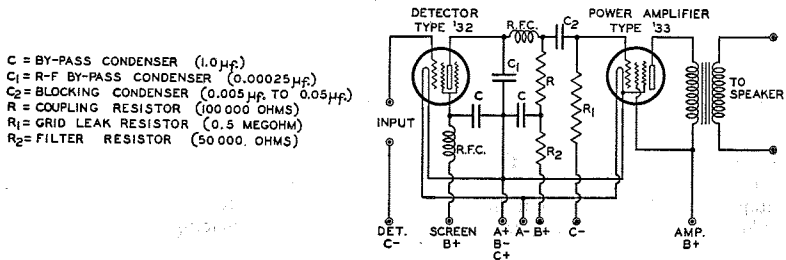 C = BY-PASS CONDENSER (1.0μf.)
C1 = R-F BY-PASS CONDENSER (0.00025μf.)
C2 = BLOCKING CONDENSER (0.005μf. TO 0.05μf.)
R = COUPLING RESISTOR (100 000 OHMS)
R1 = GRID LEAK RESISTOR (0.5 MEGOHM)
R2 = FILTER RESISTOR (50 000. OHMS)
DETECTOR
TYPE '32
R.F.C.
C2
POWER AMPLIFIER
TYPE '33
C1
R
R1
TO
SPEAKER
INPUT
C
C
R.F.C.
R2
DET.
C-
SCREEN
B+
A+
B-
C+
A-
B+
C-
AMP.
B+